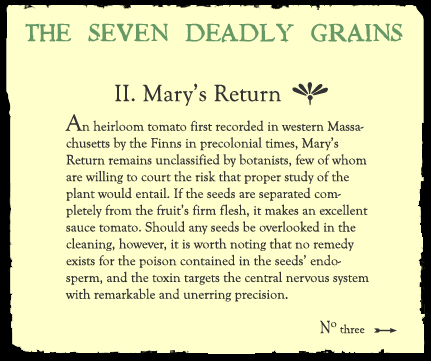 THE SEVEN DEADLY GRAINS
II. Mary's Return
An heirloom tomato first recorded in western Massa-
chusetts by the Finns in precolonial times, Mary's
Return remains unclassified by botanists, few of whom
are willing to court the risk that proper study of the
plant would entail. If the seeds are separated com-
pletely from the fruit's firm flesh, it makes an excellent
sauce tomato. Should any seeds be overlooked in the
cleaning, however, it is worth noting that no remedy
exists for the poison contained in the seeds' endo-
sperm, and the toxin targets the central nervous system
with remarkable and unerring precision.
Nº three